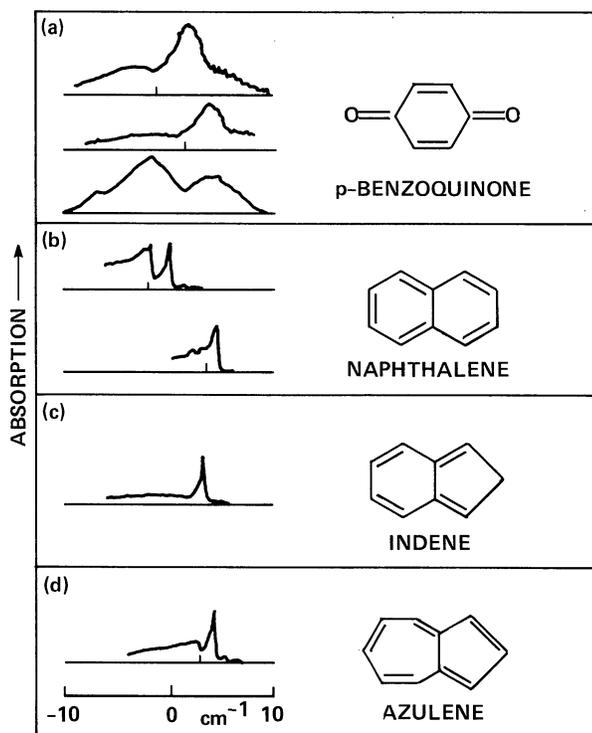 (a)
O
O
p-BENZOQUINONE
(b)
NAPHTHALENE
ABSORPTION
(c)
INDENE
(d)
-10 0 cm-1 10
AZULENE